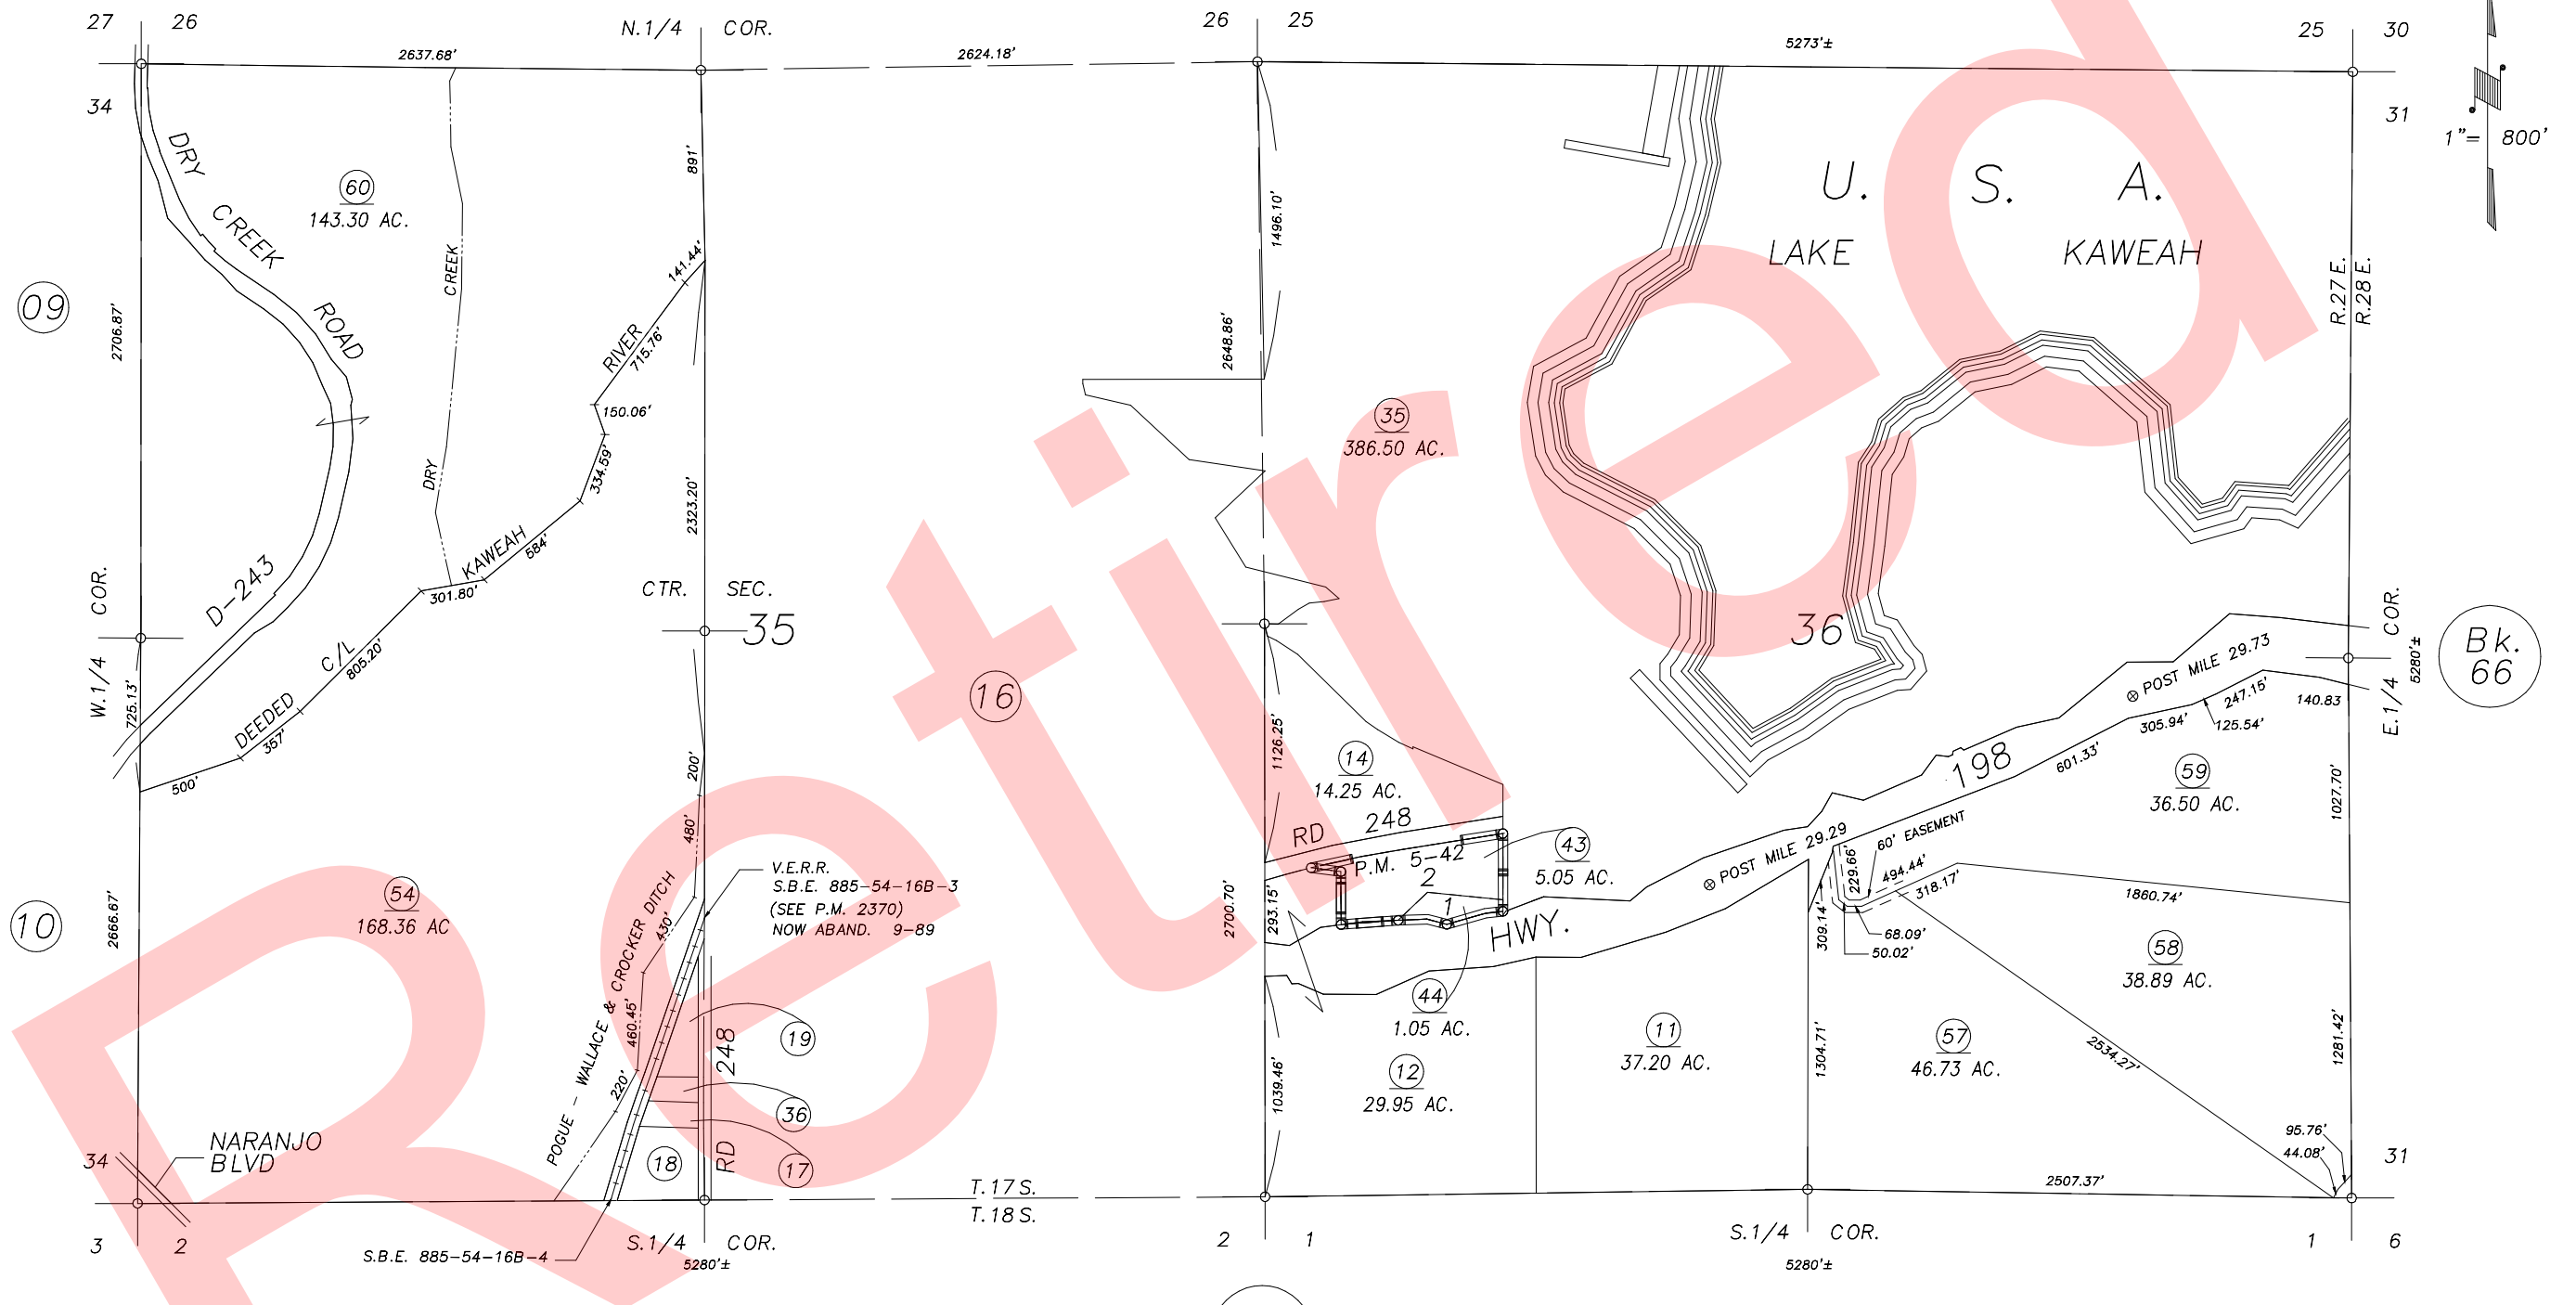 27 26
N.1/4 COR.
26 25
25 30
2637.68'
2624.18'
5273'±
34
31
1"= 800'
DRY CREEK ROAD
60
143.30 AC.
DRY CREEK
891'
141.44'
1496.10'
U. S. A.
LAKE KAWEAH
R.27 E.
R.28 E.
09
2706.87'
RIVER
715.76'
150.06'
334.59'
2648.86'
35
386.50 AC.
2323.20'
KAWEAH
584'
301.80'
D-243
W.1/4 COR.
CTR. SEC.
35
36
E.1/4 COR.
5280'±
Bk.
66
C/L
805.20'
DEEDED
357'
500'
725.13'
16
200'
480'
1126.25'
14
14.25 AC.
RD 248
P.M. 5-42
2
1
43
5.05 AC.
HWY. 198
POST MILE 29.29
POST MILE 29.73
247.15'
125.54'
305.94'
601.33'
140.83
59
36.50 AC.
1027.70'
60' EASEMENT
229.66'
494.44'
318.17'
309.14'
68.09'
50.02'
1860.74'
10
2666.67'
54
168.36 AC
V.E.R.R.
S.B.E. 885-54-16B-3
(SEE P.M. 2370)
NOW ABAND. 9-89
POGUE - WALLACE & CROCKER DITCH
430'
460.45'
220'
2700.70'
293.15'
44
1.05 AC.
12
29.95 AC.
11
37.20 AC.
1304.71'
57
46.73 AC.
58
38.89 AC.
2534.27'
1281.42'
1039.46'
19
36
17
18
RD 248
NARANJO
BLVD
34
95.76'
44.08'
31
T.17 S.
T.18 S.
2507.37'
3 2
S.B.E. 885-54-16B-4
S.1/4 COR.
5280'±
2 1
S.1/4 COR.
5280'±
1 6
Retired